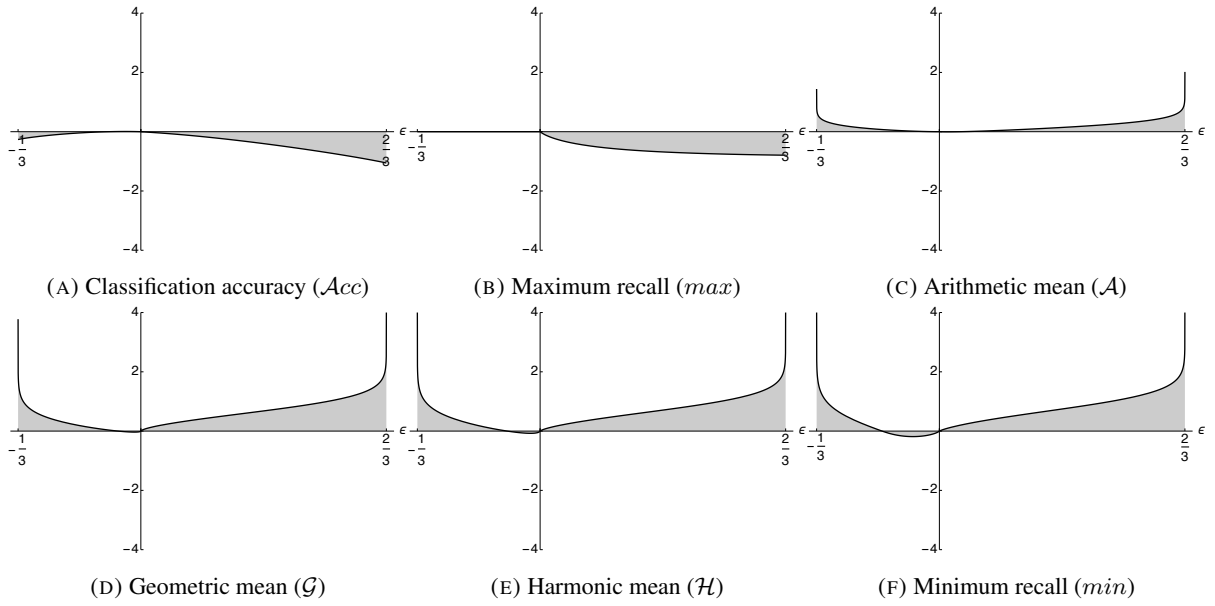 4 4 4
2 2 2
ϵ ϵ ϵ
−1/3 2/3 −1/3 2/3 −1/3 2/3
−2 −2 −2
−4 −4 −4
(A) Classification accuracy (𝒜cc) (B) Maximum recall (max) (C) Arithmetic mean (𝒜)
4 4 4
2 2 2
ϵ ϵ ϵ
−1/3 2/3 −1/3 2/3 −1/3 2/3
−2 −2 −2
−4 −4 −4
(D) Geometric mean (𝒢) (E) Harmonic mean (ℋ) (F) Minimum recall (min)